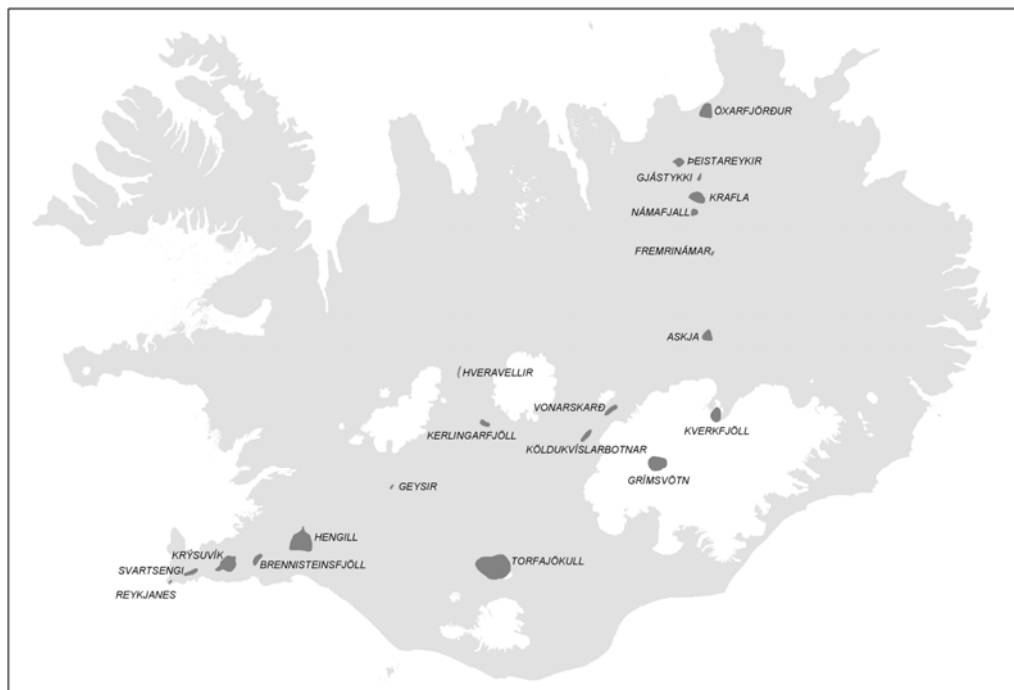 ÖXARFJÖRÐUR
ÞEISTAREYKIR
GJÁSTYKKI
KRAFLA
NÁMAFJALL
FREMRINÁMAR
ASKJA
HVERAVELLIR
VONARSKARÐ
KERLINGARFJÖLL
KVERKFJÖLL
KÖLDUKVÍSLARBOTNAR
GRÍMSVÖTN
GEYSIR
HENGILL
KRÝSUVÍK
BRENNISTEINSFJÖLL
TORFAJÖKULL
SVARTSENGI
REYKJANES